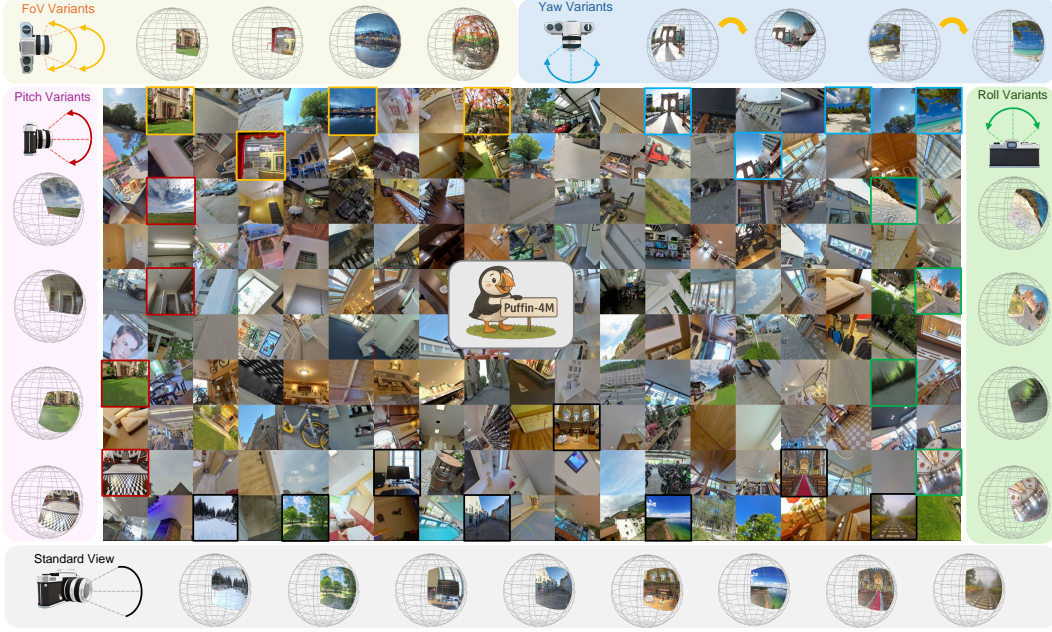 FoV Variants
Yaw Variants
Pitch Variants
Roll Variants
Puffin-4M
Standard View